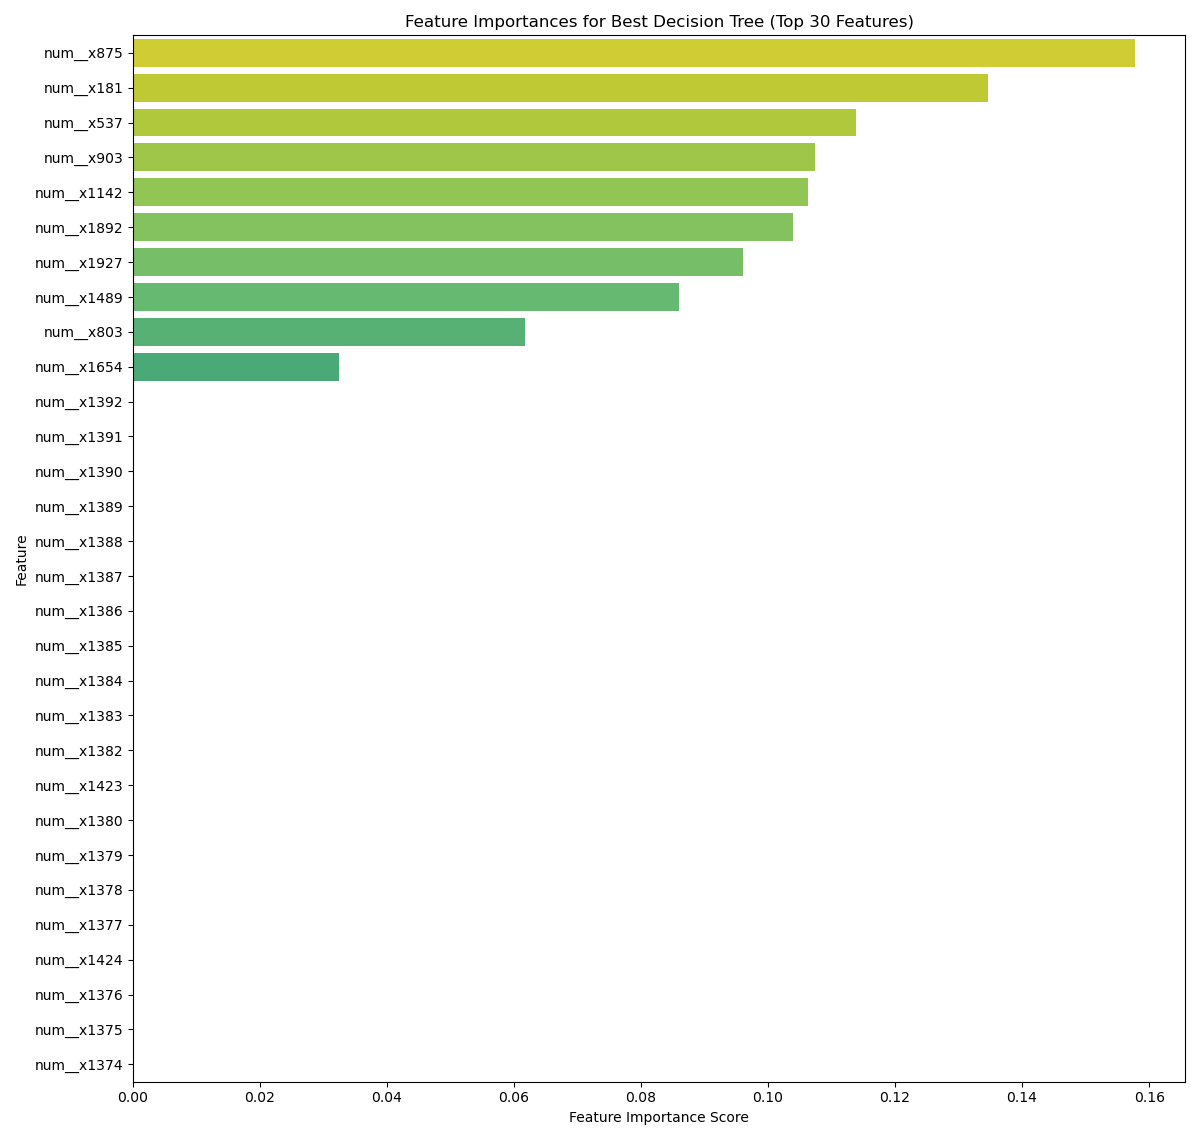 Feature Importances for Best Decision Tree (Top 30 Features)
num__x875
num__x181
num__x537
num__x903
num__x1142
num__x1892
num__x1927
num__x1489
num__x803
num__x1654
num__x1392
num__x1391
num__x1390
num__x1389
num__x1388
num__x1387
num__x1386
num__x1385
num__x1384
num__x1383
num__x1382
num__x1423
num__x1380
num__x1379
num__x1378
num__x1377
num__x1424
num__x1376
num__x1375
num__x1374
Feature
0.00 0.02 0.04 0.06 0.08 0.10 0.12 0.14 0.16
Feature Importance Score